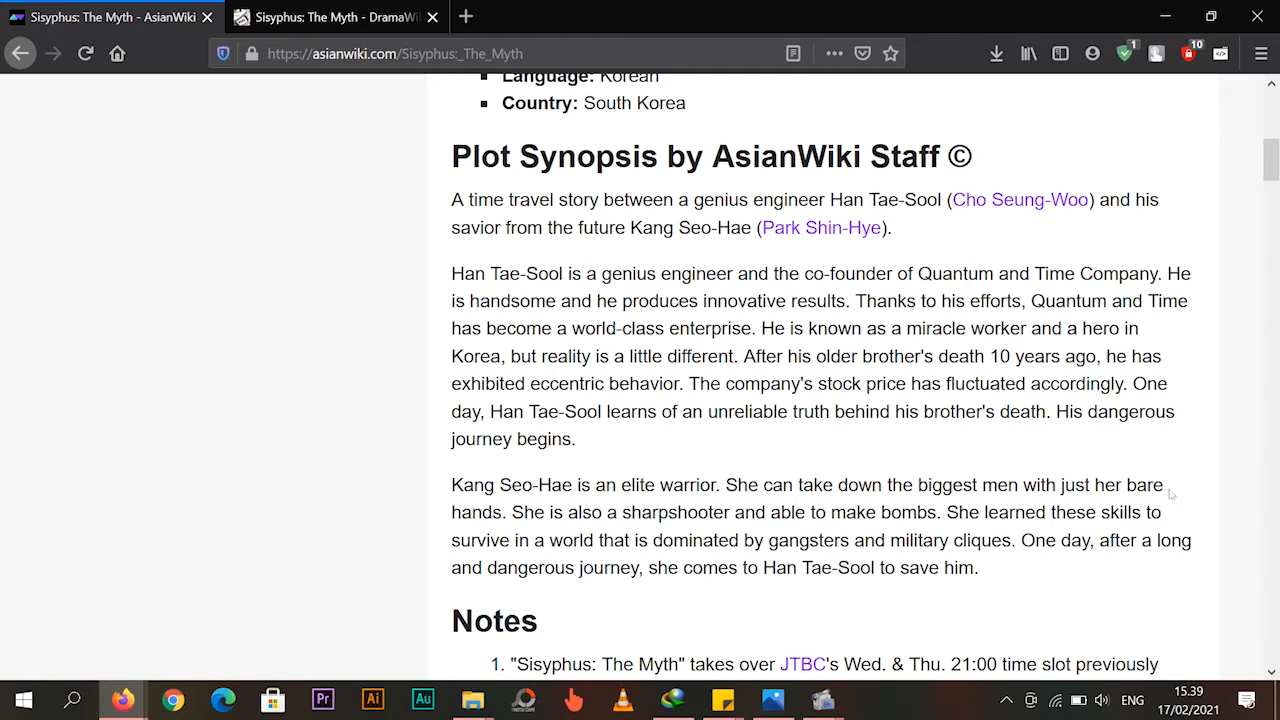 Sisyphus: The Myth - AsianWiki
Sisyphus: The Myth - DramaWi
https://asianwiki.com/Sisyphus:_The_Myth
1
10
Language: Korean
Country: South Korea
Plot Synopsis by AsianWiki Staff ©
A time travel story between a genius engineer Han Tae-Sool (Cho Seung-Woo) and his
savior from the future Kang Seo-Hae (Park Shin-Hye).
Han Tae-Sool is a genius engineer and the co-founder of Quantum and Time Company. He
is handsome and he produces innovative results. Thanks to his efforts, Quantum and Time
has become a world-class enterprise. He is known as a miracle worker and a hero in
Korea, but reality is a little different. After his older brother's death 10 years ago, he has
exhibited eccentric behavior. The company's stock price has fluctuated accordingly. One
day, Han Tae-Sool learns of an unreliable truth behind his brother's death. His dangerous
journey begins.
Kang Seo-Hae is an elite warrior. She can take down the biggest men with just her bare
hands. She is also a sharpshooter and able to make bombs. She learned these skills to
survive in a world that is dominated by gangsters and military cliques. One day, after a long
and dangerous journey, she comes to Han Tae-Sool to save him.
Notes
1. "Sisyphus: The Myth" takes over JTBC's Wed. & Thu. 21:00 time slot previously
Pr
Ai
Au
ENG
15.39
17/02/2021